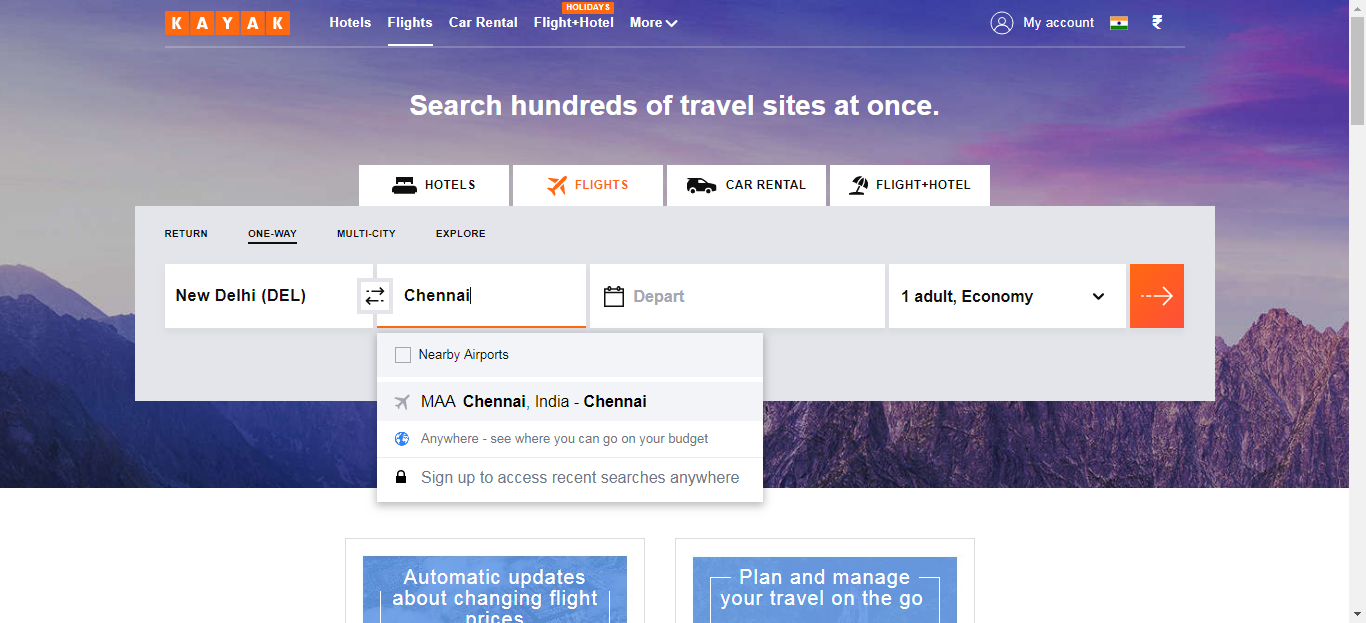 KAYAK
Hotels Flights Car Rental Flight+Hotel More
HOLIDAYS
My account ₹
Search hundreds of travel sites at once.
HOTELS FLIGHTS CAR RENTAL FLIGHT+HOTEL
RETURN ONE-WAY MULTI-CITY EXPLORE
New Delhi (DEL) Chennai Depart 1 adult, Economy
Nearby Airports
MAA Chennai, India - Chennai
Anywhere - see where you can go on your budget
Sign up to access recent searches anywhere
Automatic updates
about changing flight
prices
Plan and manage
your travel on the go